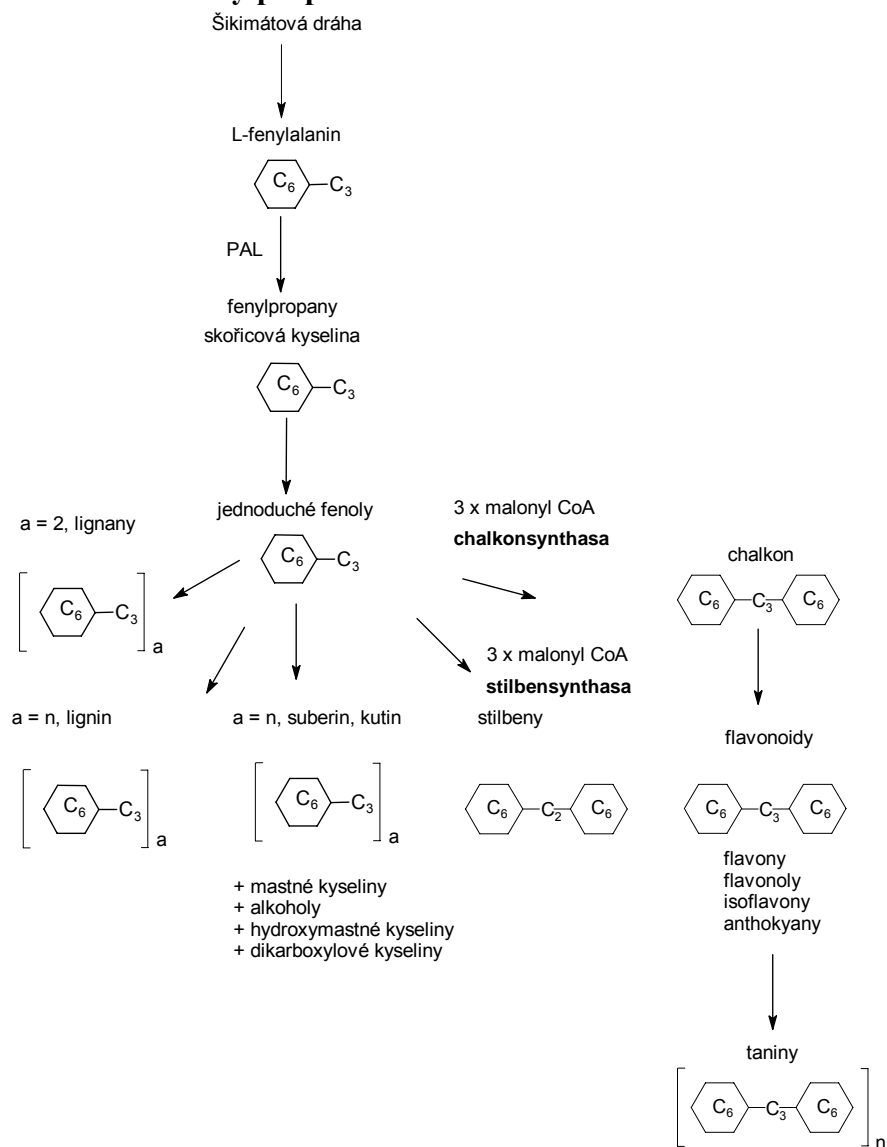 Šikimátová dráha
L-fenylalanin
C6 C3
PAL
fenylpropany
skořicová kyselina
C6 C3
jednoduché fenoly
C6 C3
a = 2, lignany
C6 C3 a
a = n, lignin
C6 C3 a
a = n, suberin, kutin
C6 C3 a
+ mastné kyseliny
+ alkoholy
+ hydroxymastné kyseliny
+ dikarboxylové kyseliny
3 x malonyl CoA
chalkonsynthasa
3 x malonyl CoA
stilbensynthasa
stilbeny
C6 C2 C6
chalkon
C6 C3 C6
flavonoidy
C6 C3 C6
flavony
flavonoly
isoflavony
anthokyany
taniny
C6 C3 C6 n